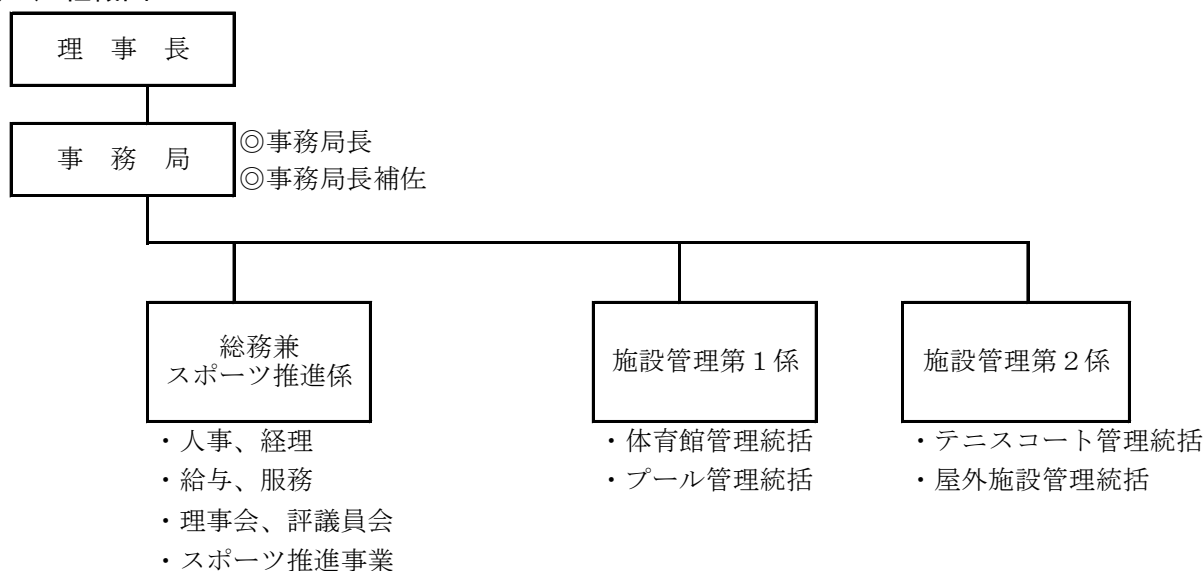 理 事 長
事 務 局
◎事務局長
◎事務局長補佐
総務兼
スポーツ推進係
・人事、経理
・給与、服務
・理事会、評議員会
・スポーツ推進事業
施設管理第１係
・体育館管理統括
・プール管理統括
施設管理第２係
・テニスコート管理統括
・屋外施設管理統括